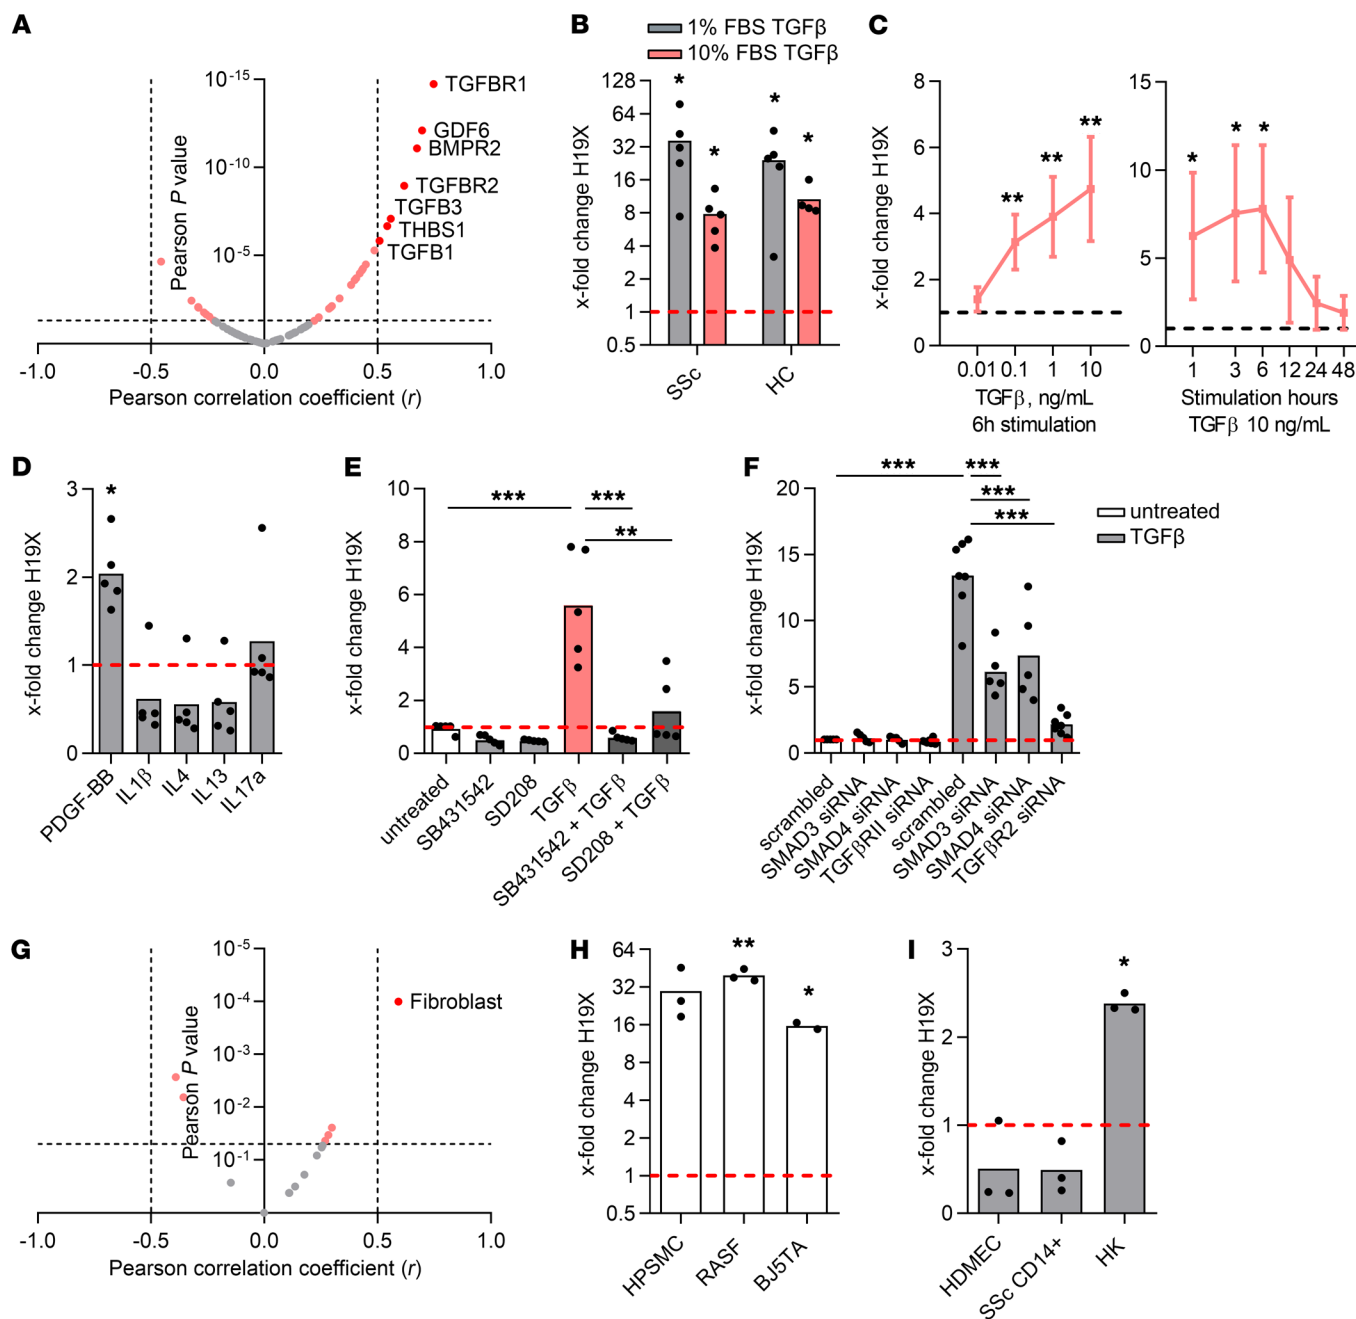 A
10-15
10-10
10-5
Pearson P value
TGFBR1
GDF6
BMPR2
TGFBR2
TGFB3
THBS1
TGFB1
-1.0 -0.5 0.0 0.5 1.0
Pearson correlation coefficient (r)
B
1% FBS TGFβ
10% FBS TGFβ
x-fold change H19X
128
64
32
16
8
4
2
1
0.5
* * * *
SSc HC
C
x-fold change H19X
8
6
4
2
0
** ** **
0.01 0.1 1 10
TGFβ, ng/mL
6h stimulation
15
10
5
0
* * *
1 3 6 12 24 48
Stimulation hours
TGFβ 10 ng/mL
D
x-fold change H19X
3
2
1
0
*
PDGF-BB
IL1β
IL4
IL13
IL17a
E
x-fold change H19X
10
8
6
4
2
0
*** ***
**
untreated
SB431542
SD208
TGFβ
SB431542 + TGFβ
SD208 + TGFβ
F
x-fold change H19X
20
15
10
5
0
*** ***
***
***
untreated
TGFβ
scrambled
SMAD3 siRNA
SMAD4 siRNA
TGFβRII siRNA
scrambled
SMAD3 siRNA
SMAD4 siRNA
TGFβR2 siRNA
G
10-5
10-4
10-3
10-2
10-1
Pearson P value
Fibroblast
-1.0 -0.5 0.0 0.5 1.0
Pearson correlation coefficient (r)
H
x-fold change H19X
64
32
16
8
4
2
1
0.5
** *
HPSMC
RASF
BJ5TA
I
x-fold change H19X
3
2
1
0
*
HDMEC
SSc CD14+
HK